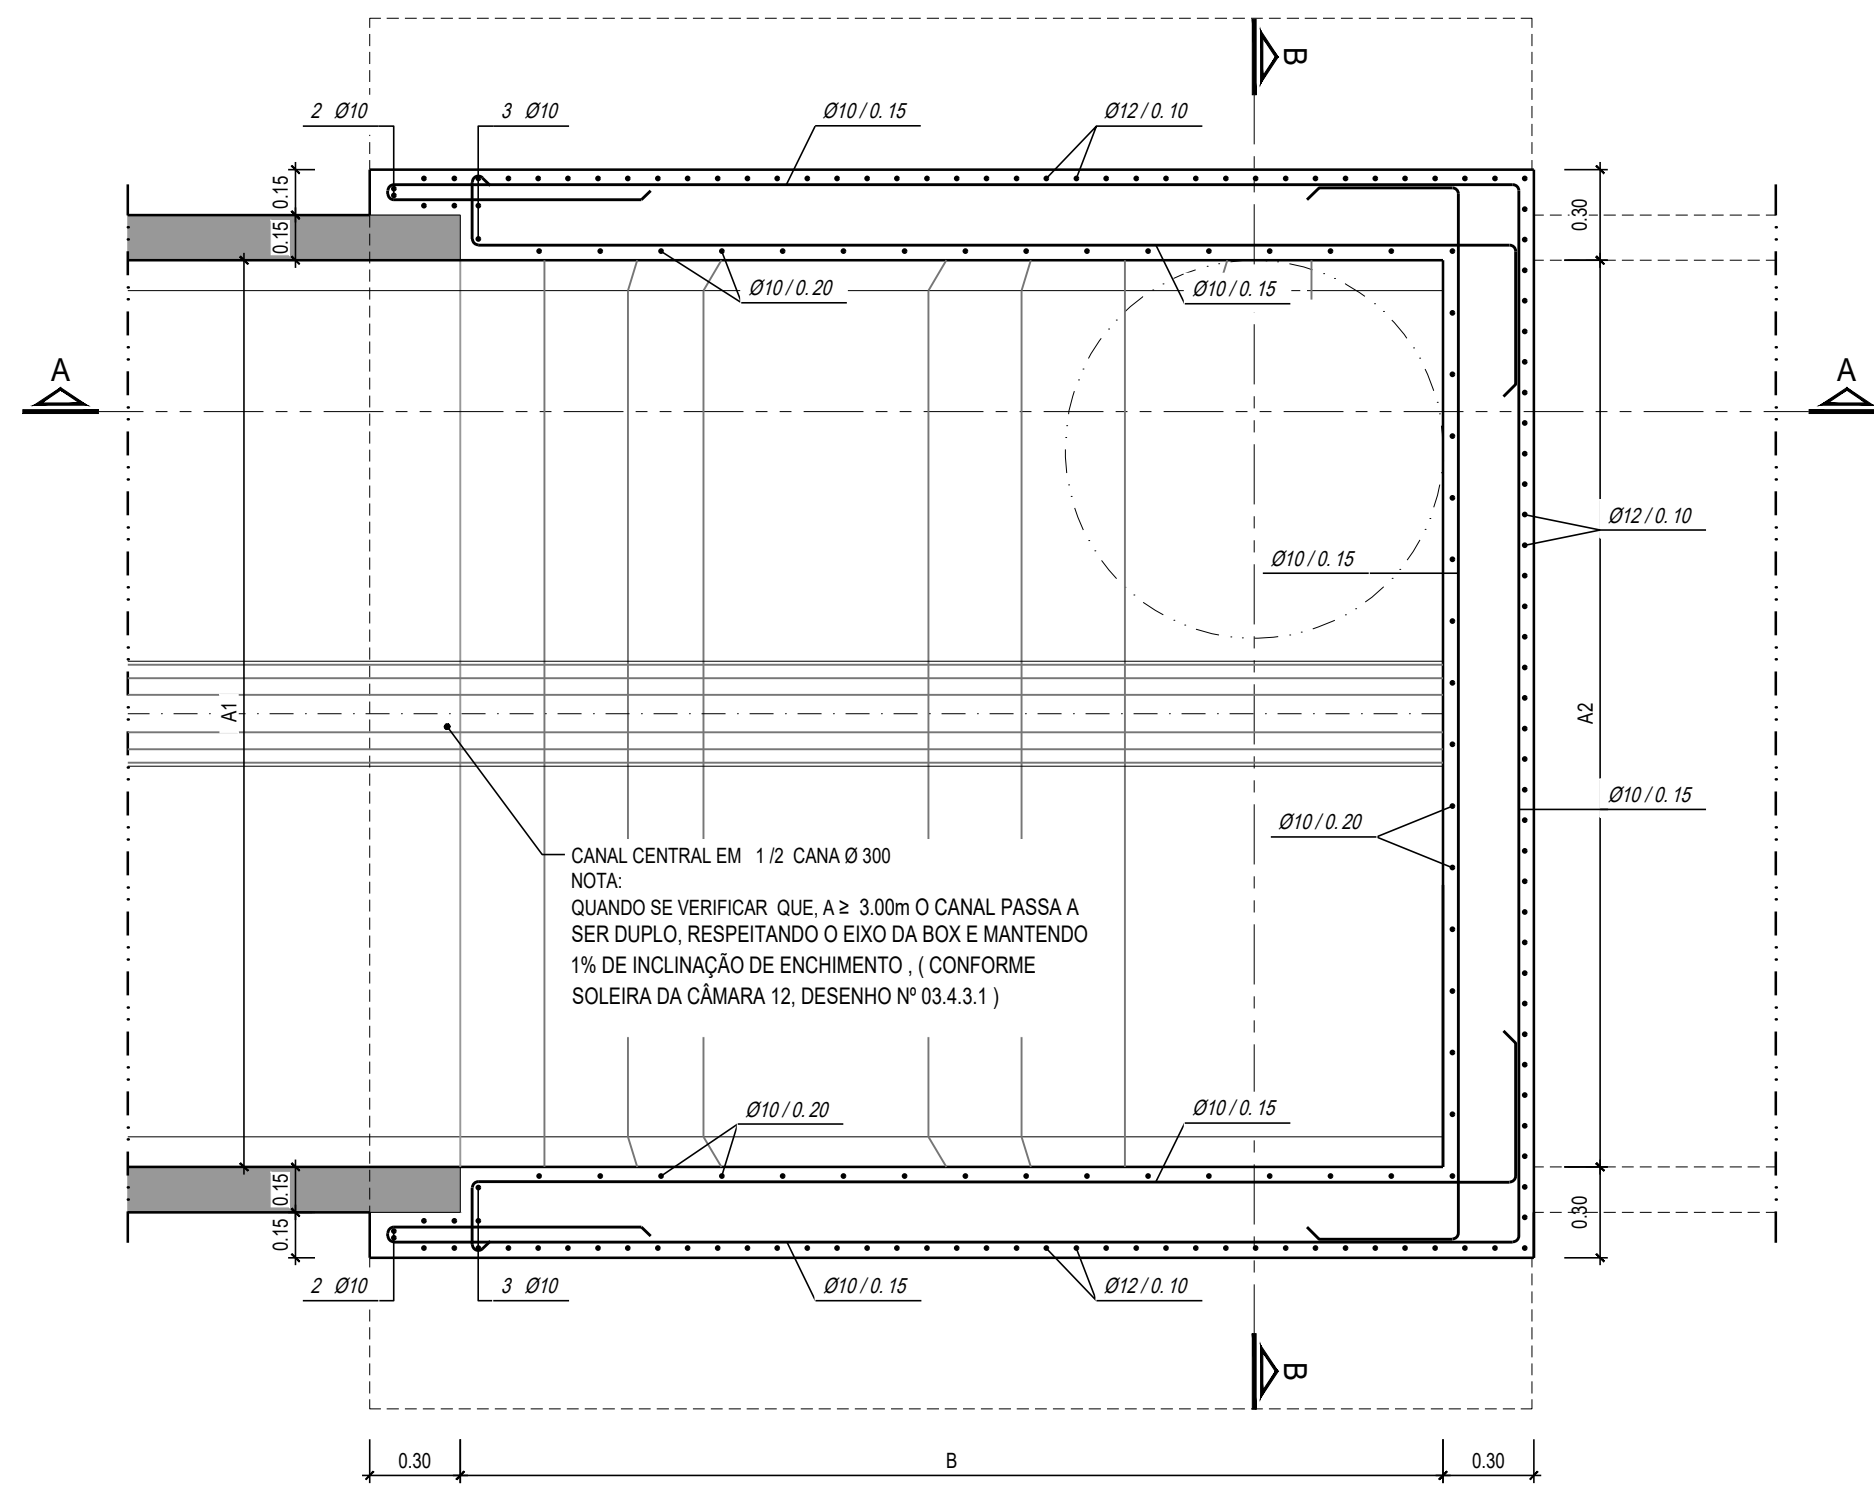 B
2 Ø10
3 Ø10
Ø10 / 0. 15
Ø12 / 0. 10
0.15
0.15
0.30
Ø10 / 0. 20
Ø10 / 0. 15
A
A
Ø12 / 0. 10
Ø10 / 0. 15
A1
A2
Ø10 / 0. 15
Ø10 / 0. 20
CANAL CENTRAL EM 1 /2 CANA Ø 300
NOTA:
QUANDO SE VERIFICAR QUE, A ≥ 3.00m O CANAL PASSA A
SER DUPLO, RESPEITANDO O EIXO DA BOX E MANTENDO
1% DE INCLINAÇÃO DE ENCHIMENTO , ( CONFORME
SOLEIRA DA CÂMARA 12, DESENHO Nº 03.4.3.1 )
Ø10 / 0. 20
Ø10 / 0. 15
0.15
0.15
0.30
2 Ø10
3 Ø10
Ø10 / 0. 15
Ø12 / 0. 10
B
0.30
B
0.30